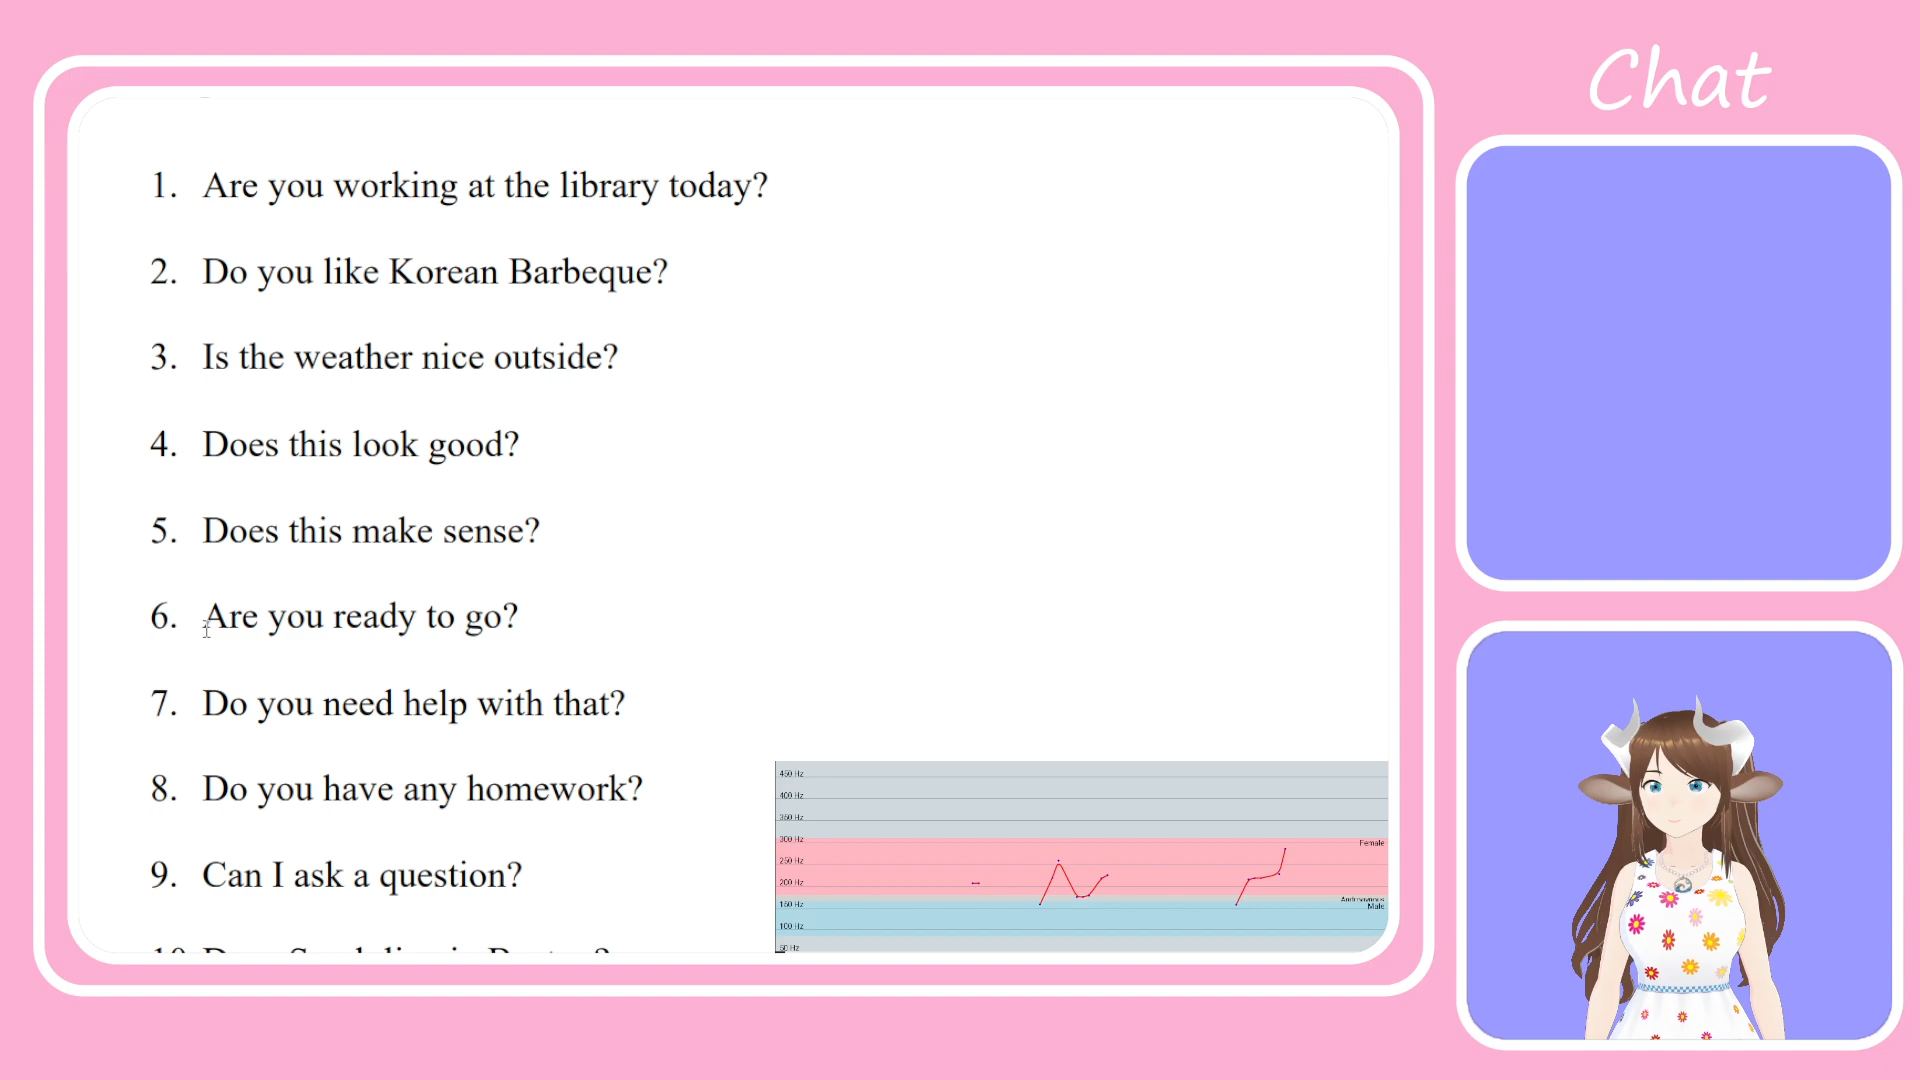 Chat
1. Are you working at the library today?
2. Do you like Korean Barbeque?
3. Is the weather nice outside?
4. Does this look good?
5. Does this make sense?
6. Are you ready to go?
7. Do you need help with that?
8. Do you have any homework?
9. Can I ask a question?
450 Hz
400 Hz
350 Hz
300 Hz
Female
250 Hz
200 Hz
150 Hz
Male
100 Hz
50 Hz